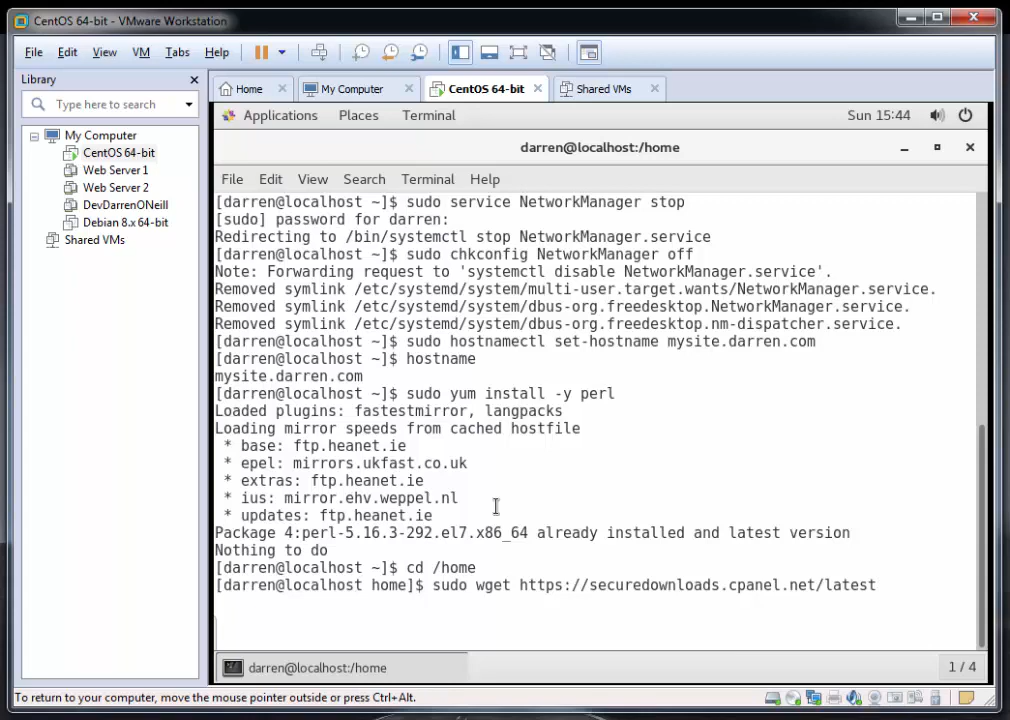 CentOS 64-bit - VMware Workstation
File Edit View VM Tabs Help
Library
Type here to search
My Computer
CentOS 64-bit
Web Server 1
Web Server 2
DevDarrenONeill
Debian 8.x 64-bit
Shared VMs
Home My Computer CentOS 64-bit Shared VMs
Applications Places Terminal Sun 15:44
darren@localhost:/home
File Edit View Search Terminal Help
[darren@localhost ~]$ sudo service NetworkManager stop
[sudo] password for darren:
Redirecting to /bin/systemctl stop NetworkManager.service
[darren@localhost ~]$ sudo chkconfig NetworkManager off
Note: Forwarding request to 'systemctl disable NetworkManager.service'.
Removed symlink /etc/systemd/system/multi-user.target.wants/NetworkManager.service.
Removed symlink /etc/systemd/system/dbus-org.freedesktop.NetworkManager.service.
Removed symlink /etc/systemd/system/dbus-org.freedesktop.nm-dispatcher.service.
[darren@localhost ~]$ sudo hostnamectl set-hostname mysite.darren.com
[darren@localhost ~]$ hostname
mysite.darren.com
[darren@localhost ~]$ sudo yum install -y perl
Loaded plugins: fastestmirror, langpacks
Loading mirror speeds from cached hostfile
* base: ftp.heanet.ie
* epel: mirrors.ukfast.co.uk
* extras: ftp.heanet.ie
* ius: mirror.ehv.weppel.nl
* updates: ftp.heanet.ie
Package 4:perl-5.16.3-292.el7.x86_64 already installed and latest version
Nothing to do
[darren@localhost ~]$ cd /home
[darren@localhost home]$ sudo wget https://securedownloads.cpanel.net/latest
darren@localhost:/home 1 / 4
To return to your computer, move the mouse pointer outside or press Ctrl+Alt.